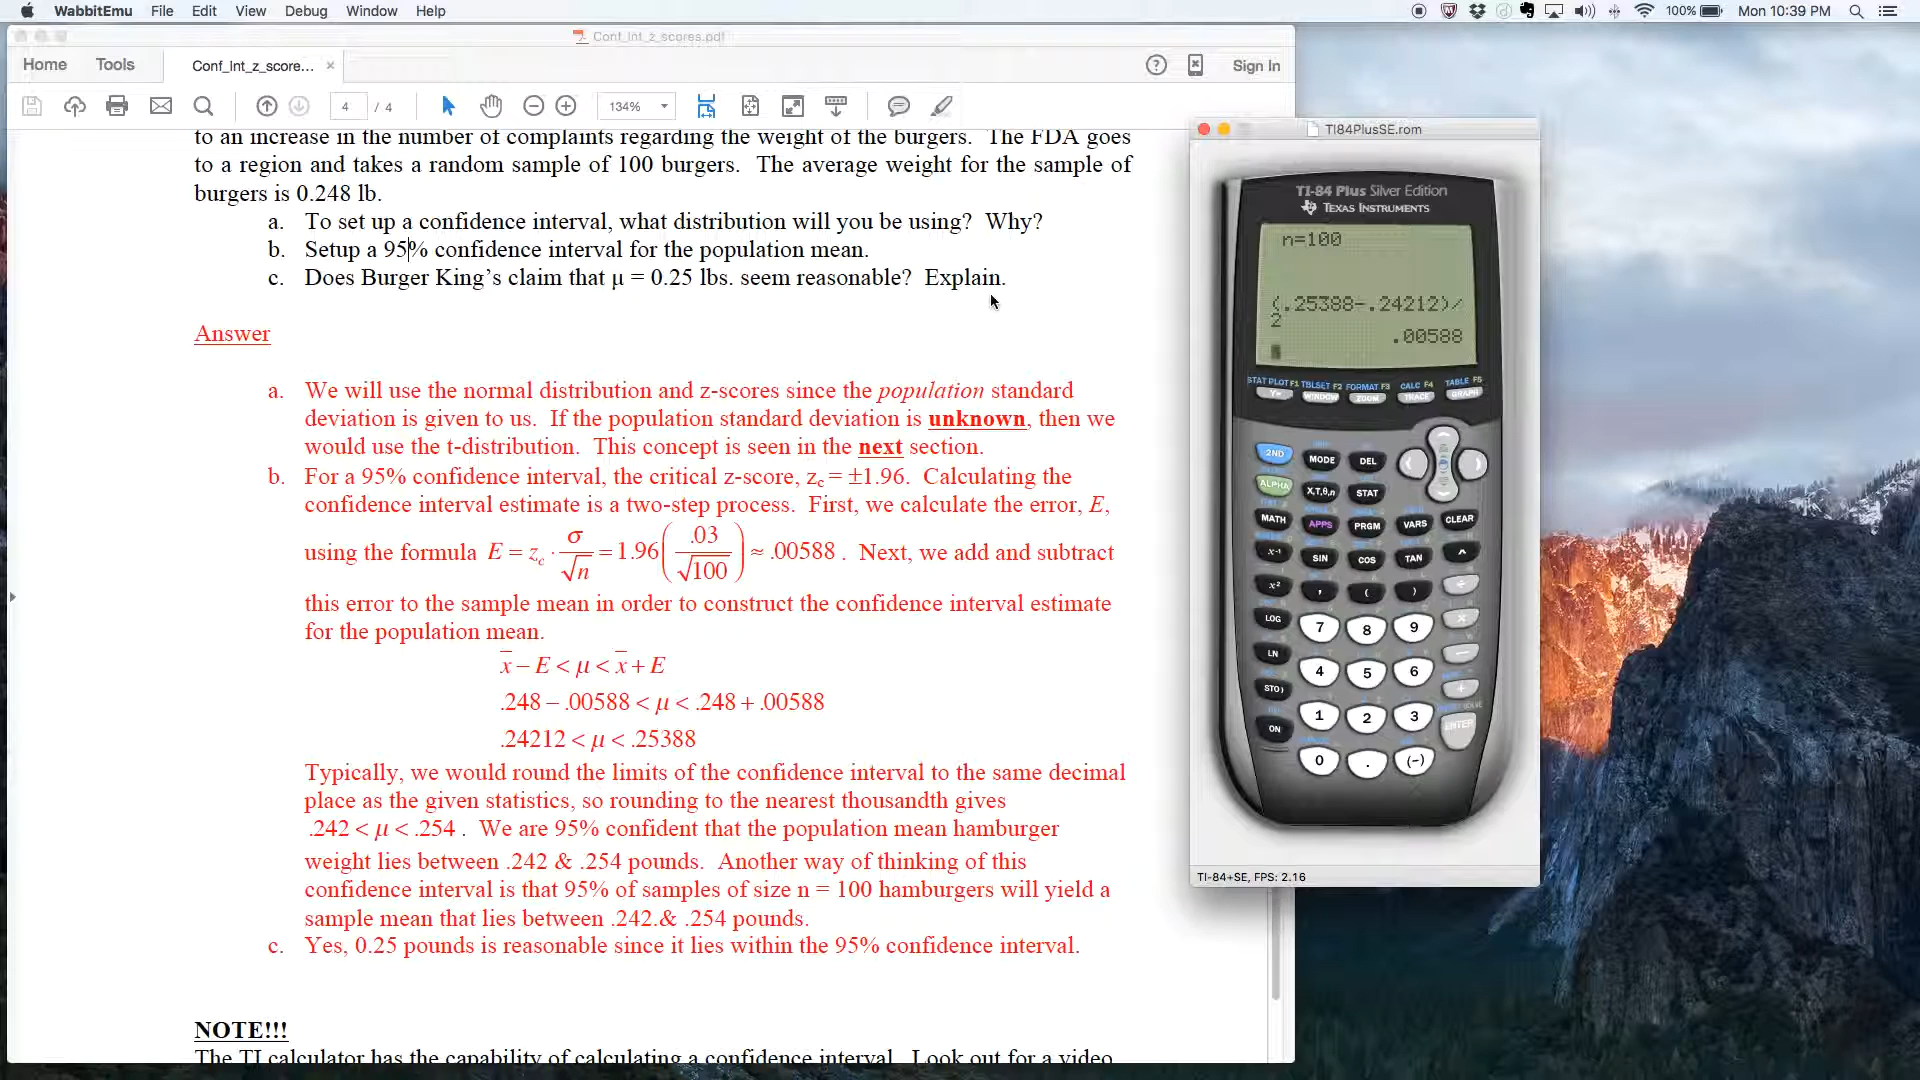 WabbitEmu File Edit View Debug Window Help 100% Mon 10:39 PM
Conf_Int_z_scores.pdf
Home Tools Conf_Int_z_score... × Sign In
4 / 4 134%
to an increase in the number of complaints regarding the weight of the burgers. The FDA goes
to a region and takes a random sample of 100 burgers. The average weight for the sample of
burgers is 0.248 lb.
a. To set up a confidence interval, what distribution will you be using? Why?
b. Setup a 95% confidence interval for the population mean.
c. Does Burger King's claim that μ = 0.25 lbs. seem reasonable? Explain.
Answer
a. We will use the normal distribution and z-scores since the population standard
deviation is given to us. If the population standard deviation is unknown, then we
would use the t-distribution. This concept is seen in the next section.
b. For a 95% confidence interval, the critical z-score, zc = ±1.96. Calculating the
confidence interval estimate is a two-step process. First, we calculate the error, E,
using the formula E = zc · σ/√n = 1.96(.03/√100) ≈ .00588 . Next, we add and subtract
this error to the sample mean in order to construct the confidence interval estimate
for the population mean.
x̄ − E < μ < x̄ + E
.248 − .00588 < μ < .248 + .00588
.24212 < μ < .25388
Typically, we would round the limits of the confidence interval to the same decimal
place as the given statistics, so rounding to the nearest thousandth gives
.242 < μ < .254 . We are 95% confident that the population mean hamburger
weight lies between .242 & .254 pounds. Another way of thinking of this
confidence interval is that 95% of samples of size n = 100 hamburgers will yield a
sample mean that lies between .242.& .254 pounds.
c. Yes, 0.25 pounds is reasonable since it lies within the 95% confidence interval.
NOTE!!!
The TI calculator has the capability of calculating a confidence interval. Look out for a video
TI84PlusSE.rom
TI-84 Plus Silver Edition
TEXAS INSTRUMENTS
n=100
(.25388-.24212)/
2
.00588
STAT PLOT F1 TBLSET F2 FORMAT F3 CALC F4 TABLE F5
Y= WINDOW ZOOM TRACE GRAPH
2ND MODE DEL
ALPHA X,T,θ,n STAT
MATH APPS PRGM VARS CLEAR
x-1 SIN COS TAN ^
x² , ( ) ÷
LOG 7 8 9 ×
LN 4 5 6 −
STO⟩ 1 2 3 +
ON 0 . (-) ENTER
TI-84+SE, FPS: 2.16